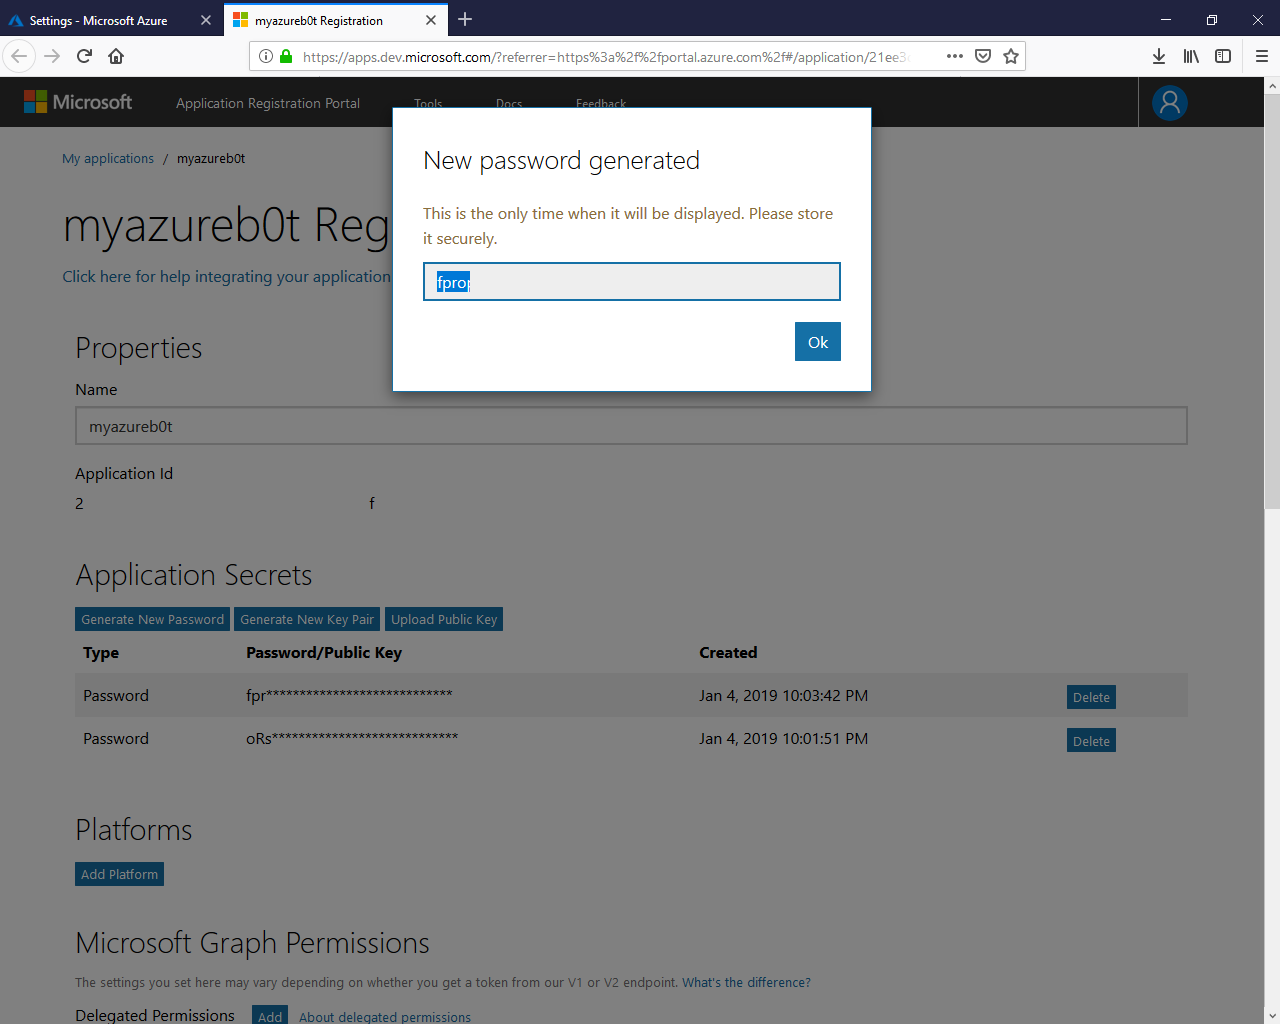 Settings - Microsoft Azure
myazureb0t Registration
https://apps.dev.microsoft.com/?referrer=https%3a%2f%2fportal.azure.com%2f#/application/21ee3
Microsoft
Application Registration Portal
Tools
Docs
Feedback
My applications / myazureb0t
myazureb0t Reg
Click here for help integrating your application
New password generated
This is the only time when it will be displayed. Please store
it securely.
fprop
Ok
Properties
Name
myazureb0t
Application Id
2 f
Application Secrets
Generate New Password
Generate New Key Pair
Upload Public Key
Type Password/Public Key Created
Password fpr**************************** Jan 4, 2019 10:03:42 PM Delete
Password oRs**************************** Jan 4, 2019 10:01:51 PM Delete
Platforms
Add Platform
Microsoft Graph Permissions
The settings you set here may vary depending on whether you get a token from our V1 or V2 endpoint. What's the difference?
Delegated Permissions Add About delegated permissions